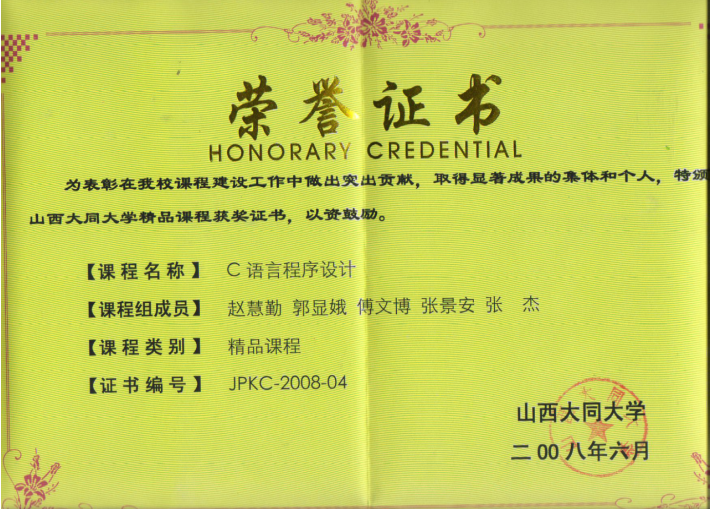 荣誉证书
HONORARY CREDENTIAL
为表彰在我校课程建设工作中做出突出贡献，取得显著成果的集体和个人，特颁
山西大同大学精品课程获奖证书，以资鼓励。
【课程名称】 C语言程序设计
【课程组成员】 赵慧勤 郭显娥 傅文博 张景安 张 杰
【课程类别】 精品课程
【证书编号】 JPKC-2008-04
山西大同大学
二00八年六月